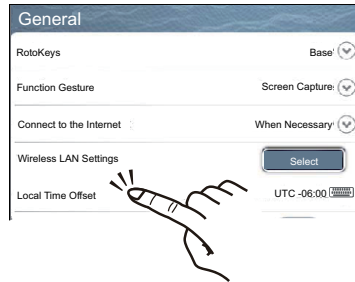 General
RotoKeys Base
Function Gesture Screen Capture
Connect to the Internet When Necessary
Wireless LAN Settings Select
Local Time Offset UTC -06:00